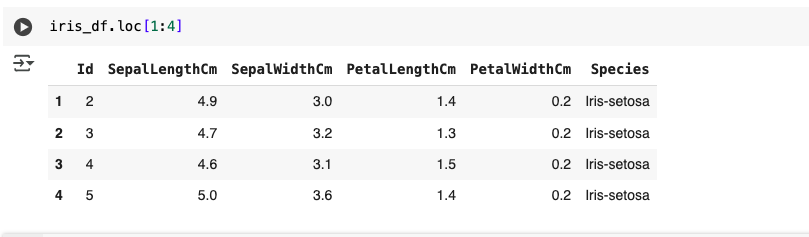 iris_df.loc[1:4]
Id SepalLengthCm SepalWidthCm PetalLengthCm PetalWidthCm Species
1 2 4.9 3.0 1.4 0.2 Iris-setosa
2 3 4.7 3.2 1.3 0.2 Iris-setosa
3 4 4.6 3.1 1.5 0.2 Iris-setosa
4 5 5.0 3.6 1.4 0.2 Iris-setosa